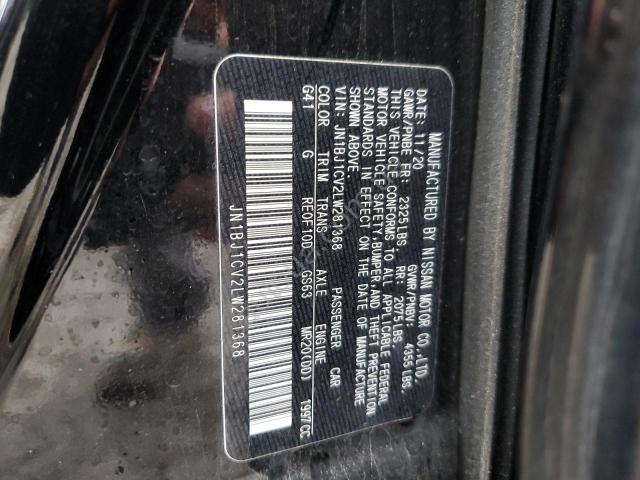 MANUFACTURED BY NISSAN MOTOR CO.,LTD.
DATE: 11/20 GVWR/PNBV: 4355LBS.
GAWR/PNBE FR: 2325LBS. RR: 2075LBS.
THIS VEHICLE CONFORMS TO ALL APPLICABLE FEDERAL
MOTOR VEHICLE SAFETY,BUMPER,AND THEFT PREVENTION
STANDARDS IN EFFECT ON THE DATE OF MANUFACTURE
SHOWN ABOVE.
VIN: JN1BJ1CV2LW281368 PASSENGER CAR
COLOR TRIM TRANS AXLE ENGINE
G41 G RE0F10D GS63 MR20(DD) 1997CC
JN1BJ1CV2LW281368